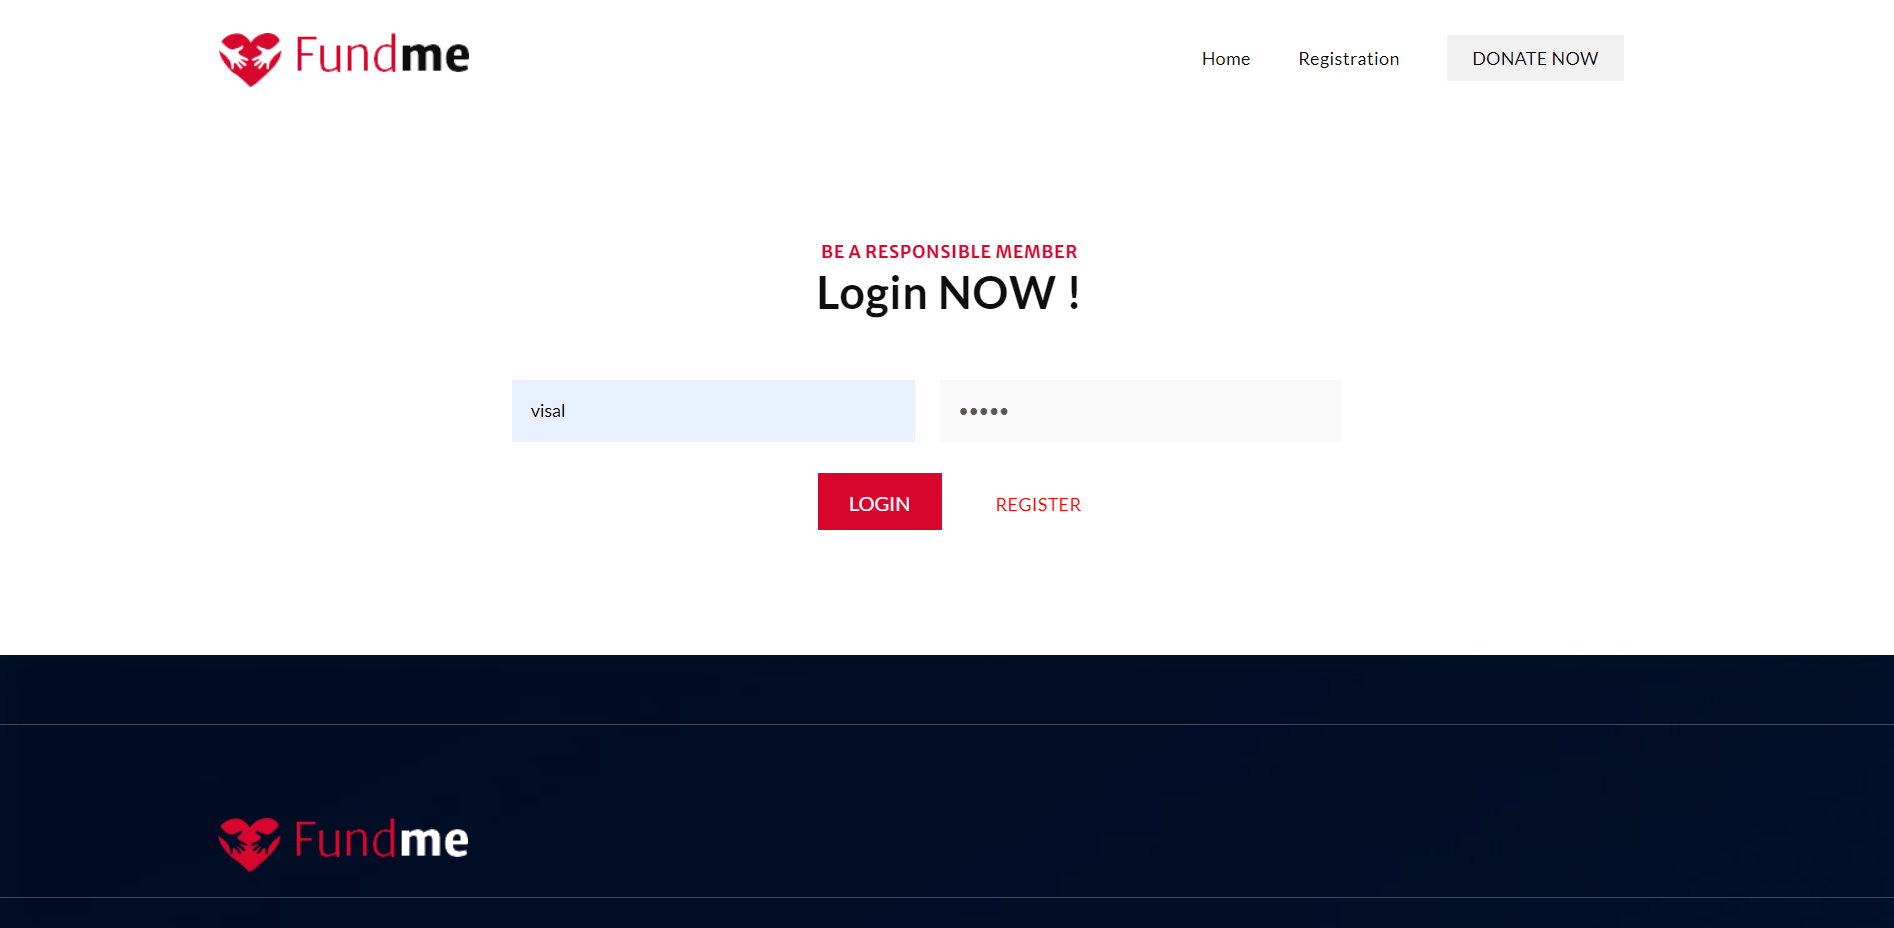 Fundme
Home Registration DONATE NOW
BE A RESPONSIBLE MEMBER
Login NOW !
visal •••••
LOGIN REGISTER
Fundme